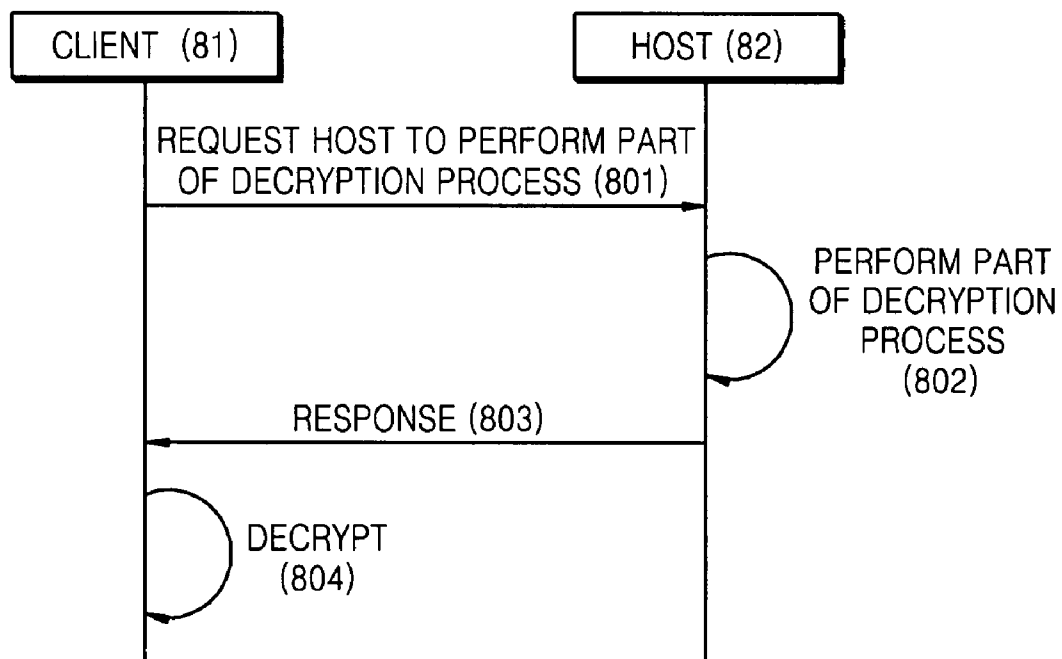 CLIENT (81)
HOST (82)
REQUEST HOST TO PERFORM PART
OF DECRYPTION PROCESS (801)
PERFORM PART
OF DECRYPTION
PROCESS
(802)
RESPONSE (803)
DECRYPT
(804)